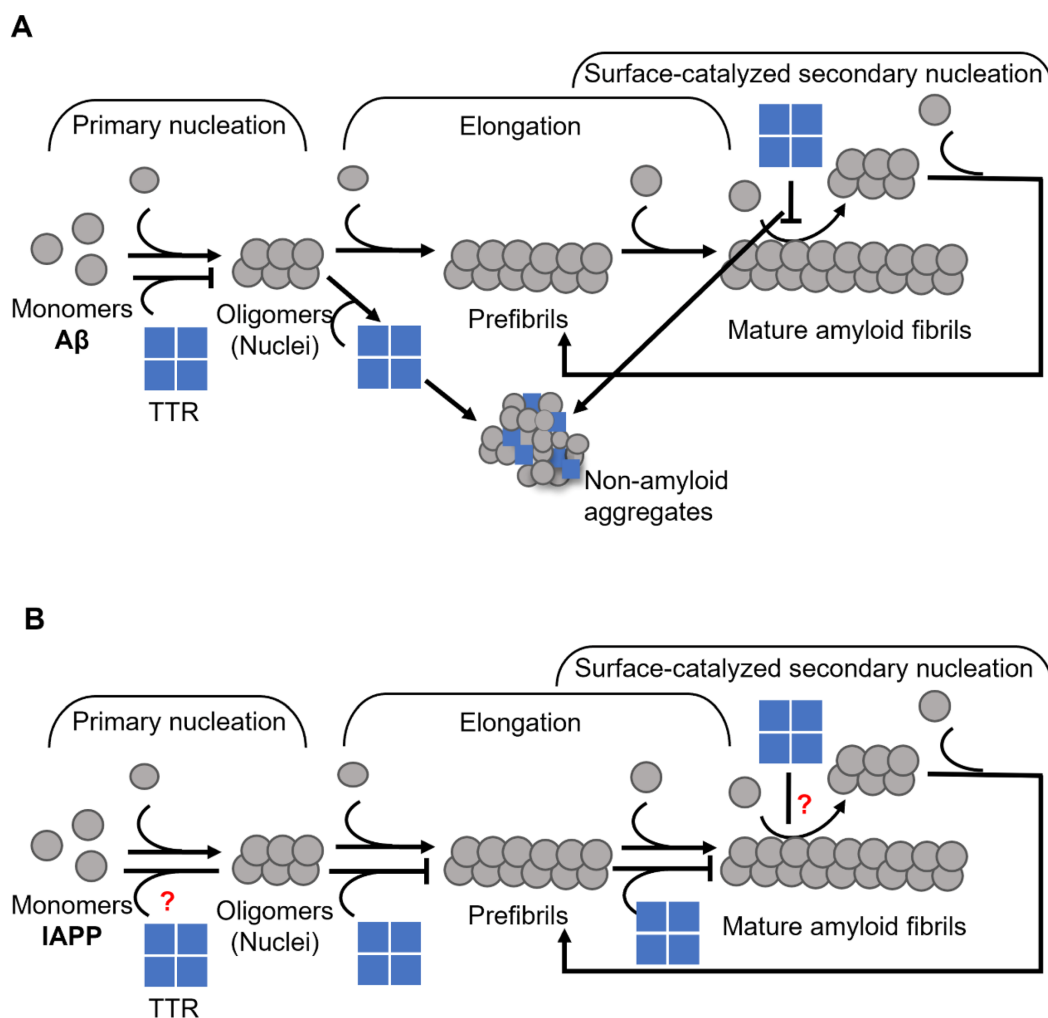 A
Surface-catalyzed secondary nucleation
Primary nucleation
Elongation
Monomers
Aβ
Oligomers
(Nuclei)
Prefibrils
Mature amyloid fibrils
TTR
Non-amyloid
aggregates
B
Surface-catalyzed secondary nucleation
Primary nucleation
Elongation
?
?
Monomers
IAPP
Oligomers
(Nuclei)
Prefibrils
Mature amyloid fibrils
TTR